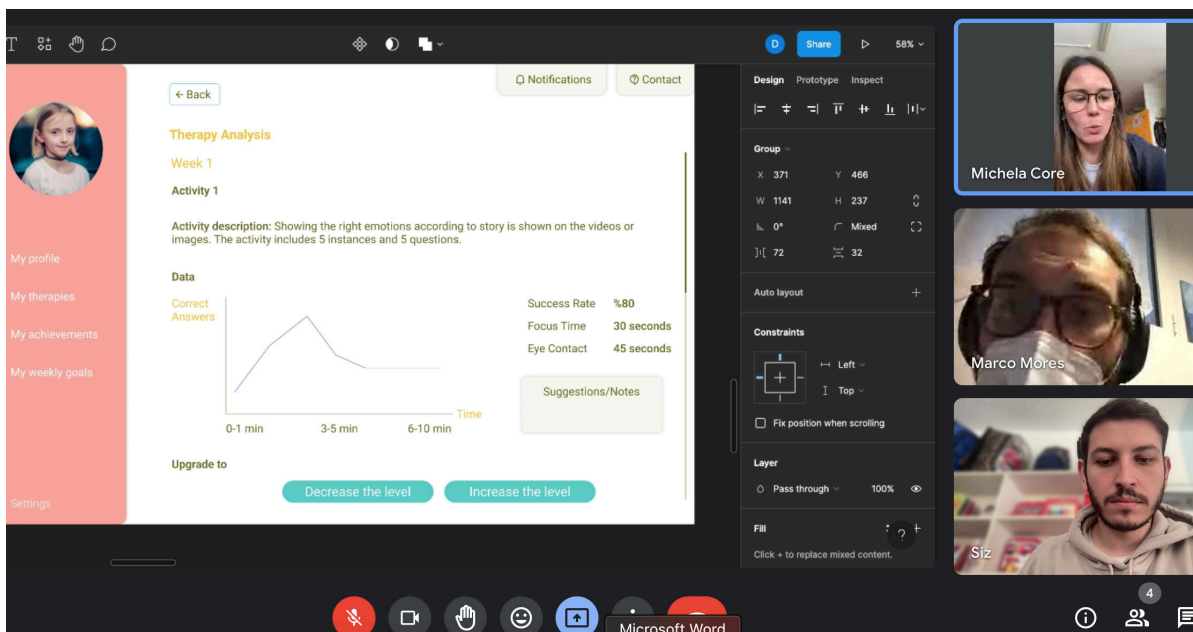 T
D
Share
58%
Design Prototype Inspect
Group
X 371 Y 466
W 1141 H 237
0° Mixed
72 32
Auto layout
Constraints
Left
Top
Fix position when scrolling
Layer
Pass through 100%
Fill
?
Click + to replace mixed content.
My profile
My therapies
My achievements
My weekly goals
Settings
Notifications
Contact
← Back
Therapy Analysis
Week 1
Activity 1
Activity description: Showing the right emotions according to story is shown on the videos or
images. The activity includes 5 instances and 5 questions.
Data
Correct
Answers
Time
0-1 min 3-5 min 6-10 min
Success Rate %80
Focus Time 30 seconds
Eye Contact 45 seconds
Suggestions/Notes
Upgrade to
Decrease the level
Increase the level
Michela Core
Marco Mores
Siz
4
Microsoft Word